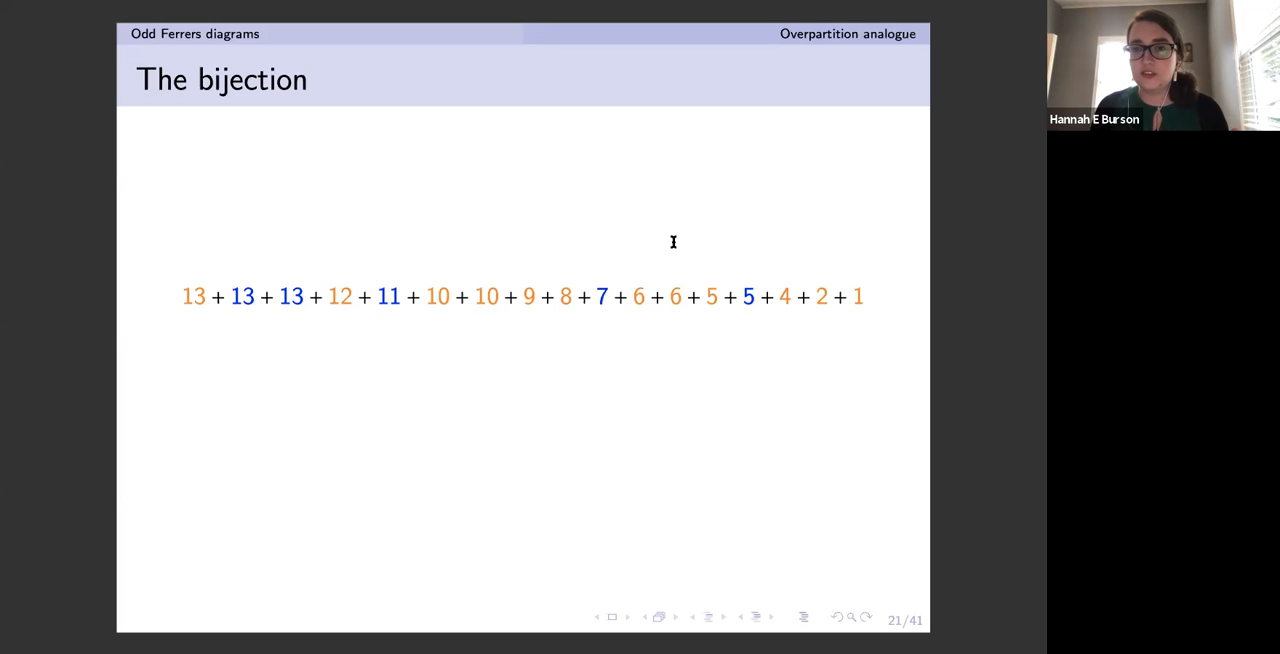 Odd Ferrers diagrams Overpartition analogue
The bijection
13 + 13 + 13 + 12 + 11 + 10 + 10 + 9 + 8 + 7 + 6 + 6 + 5 + 5 + 4 + 2 + 1
21/41
Hannah E Burson